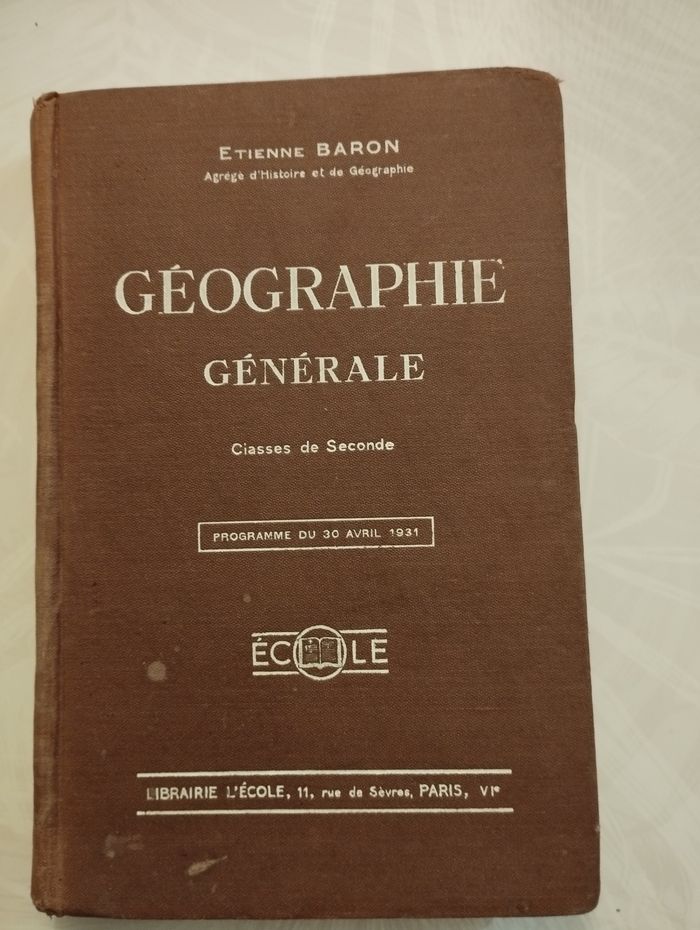 ETIENNE BARON
Agrégé d'Histoire et de Géographie
GÉOGRAPHIE
GÉNÉRALE
Classes de Seconde
PROGRAMME DU 30 AVRIL 1931
ÉCOLE
LIBRAIRIE L'ÉCOLE, 11, rue de Sèvres, PARIS, VIe